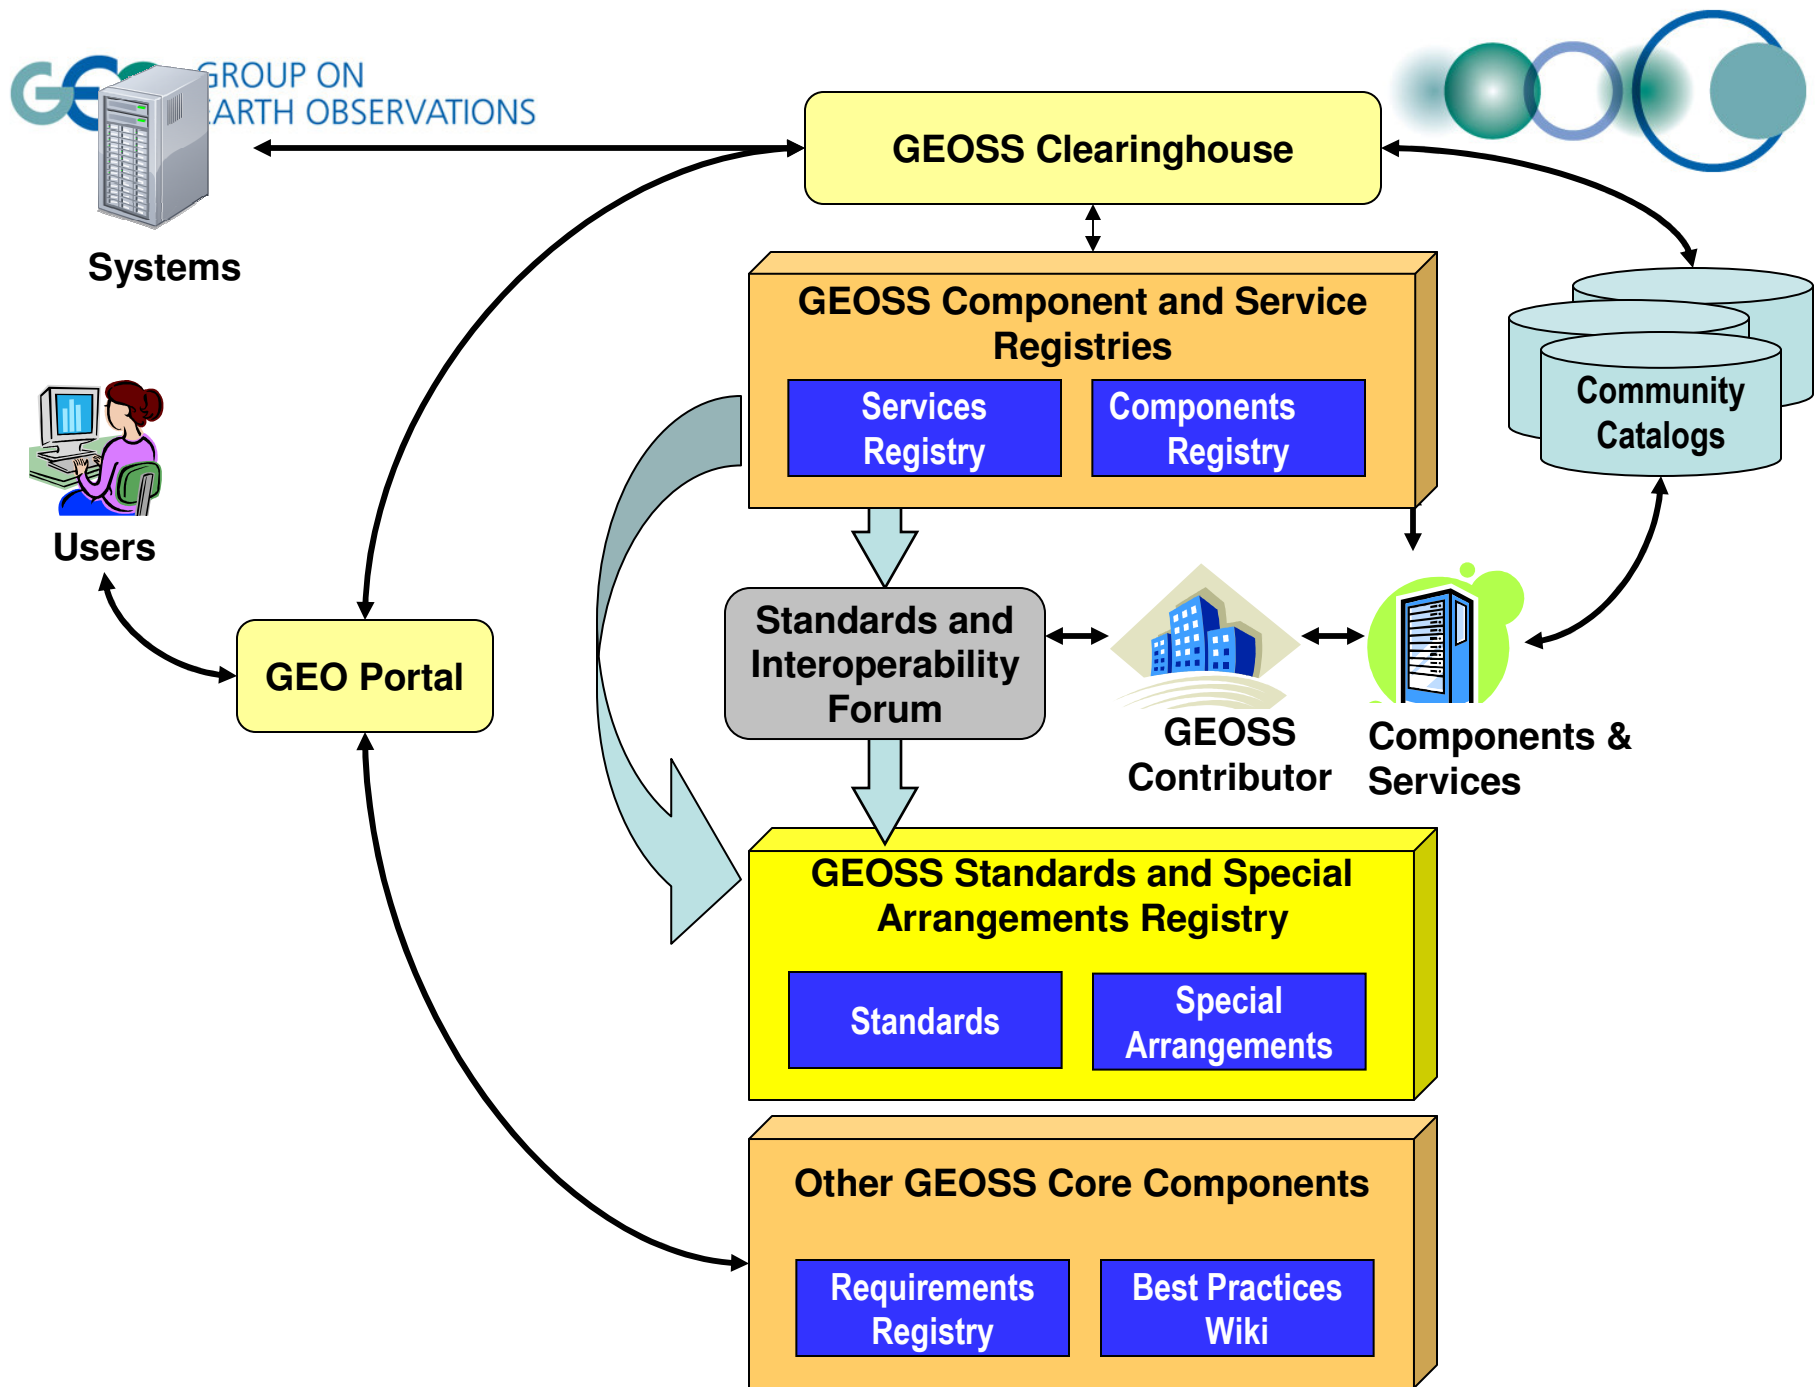 GEO GROUP ON
EARTH OBSERVATIONS
GEOSS Clearinghouse
Systems
GEOSS Component and Service
Registries
Services
Registry
Components
Registry
Community
Catalogs
Users
GEO Portal
Standards and
Interoperability
Forum
GEOSS
Contributor
Components &
Services
GEOSS Standards and Special
Arrangements Registry
Standards
Special
Arrangements
Other GEOSS Core Components
Requirements
Registry
Best Practices
Wiki